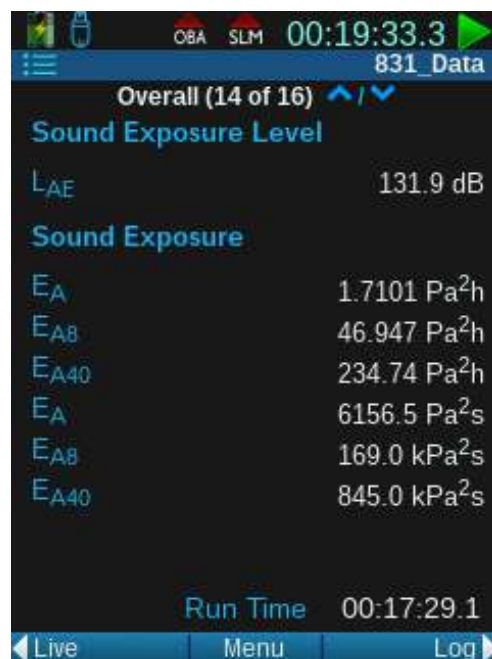 OBA SLM 00:19:33.3
831_Data
Overall (14 of 16) /
Sound Exposure Level
LAE 131.9 dB
Sound Exposure
EA 1.7101 Pa²h
EA8 46.947 Pa²h
EA40 234.74 Pa²h
EA 6156.5 Pa²s
EA8 169.0 kPa²s
EA40 845.0 kPa²s
Run Time 00:17:29.1
Live Menu Log